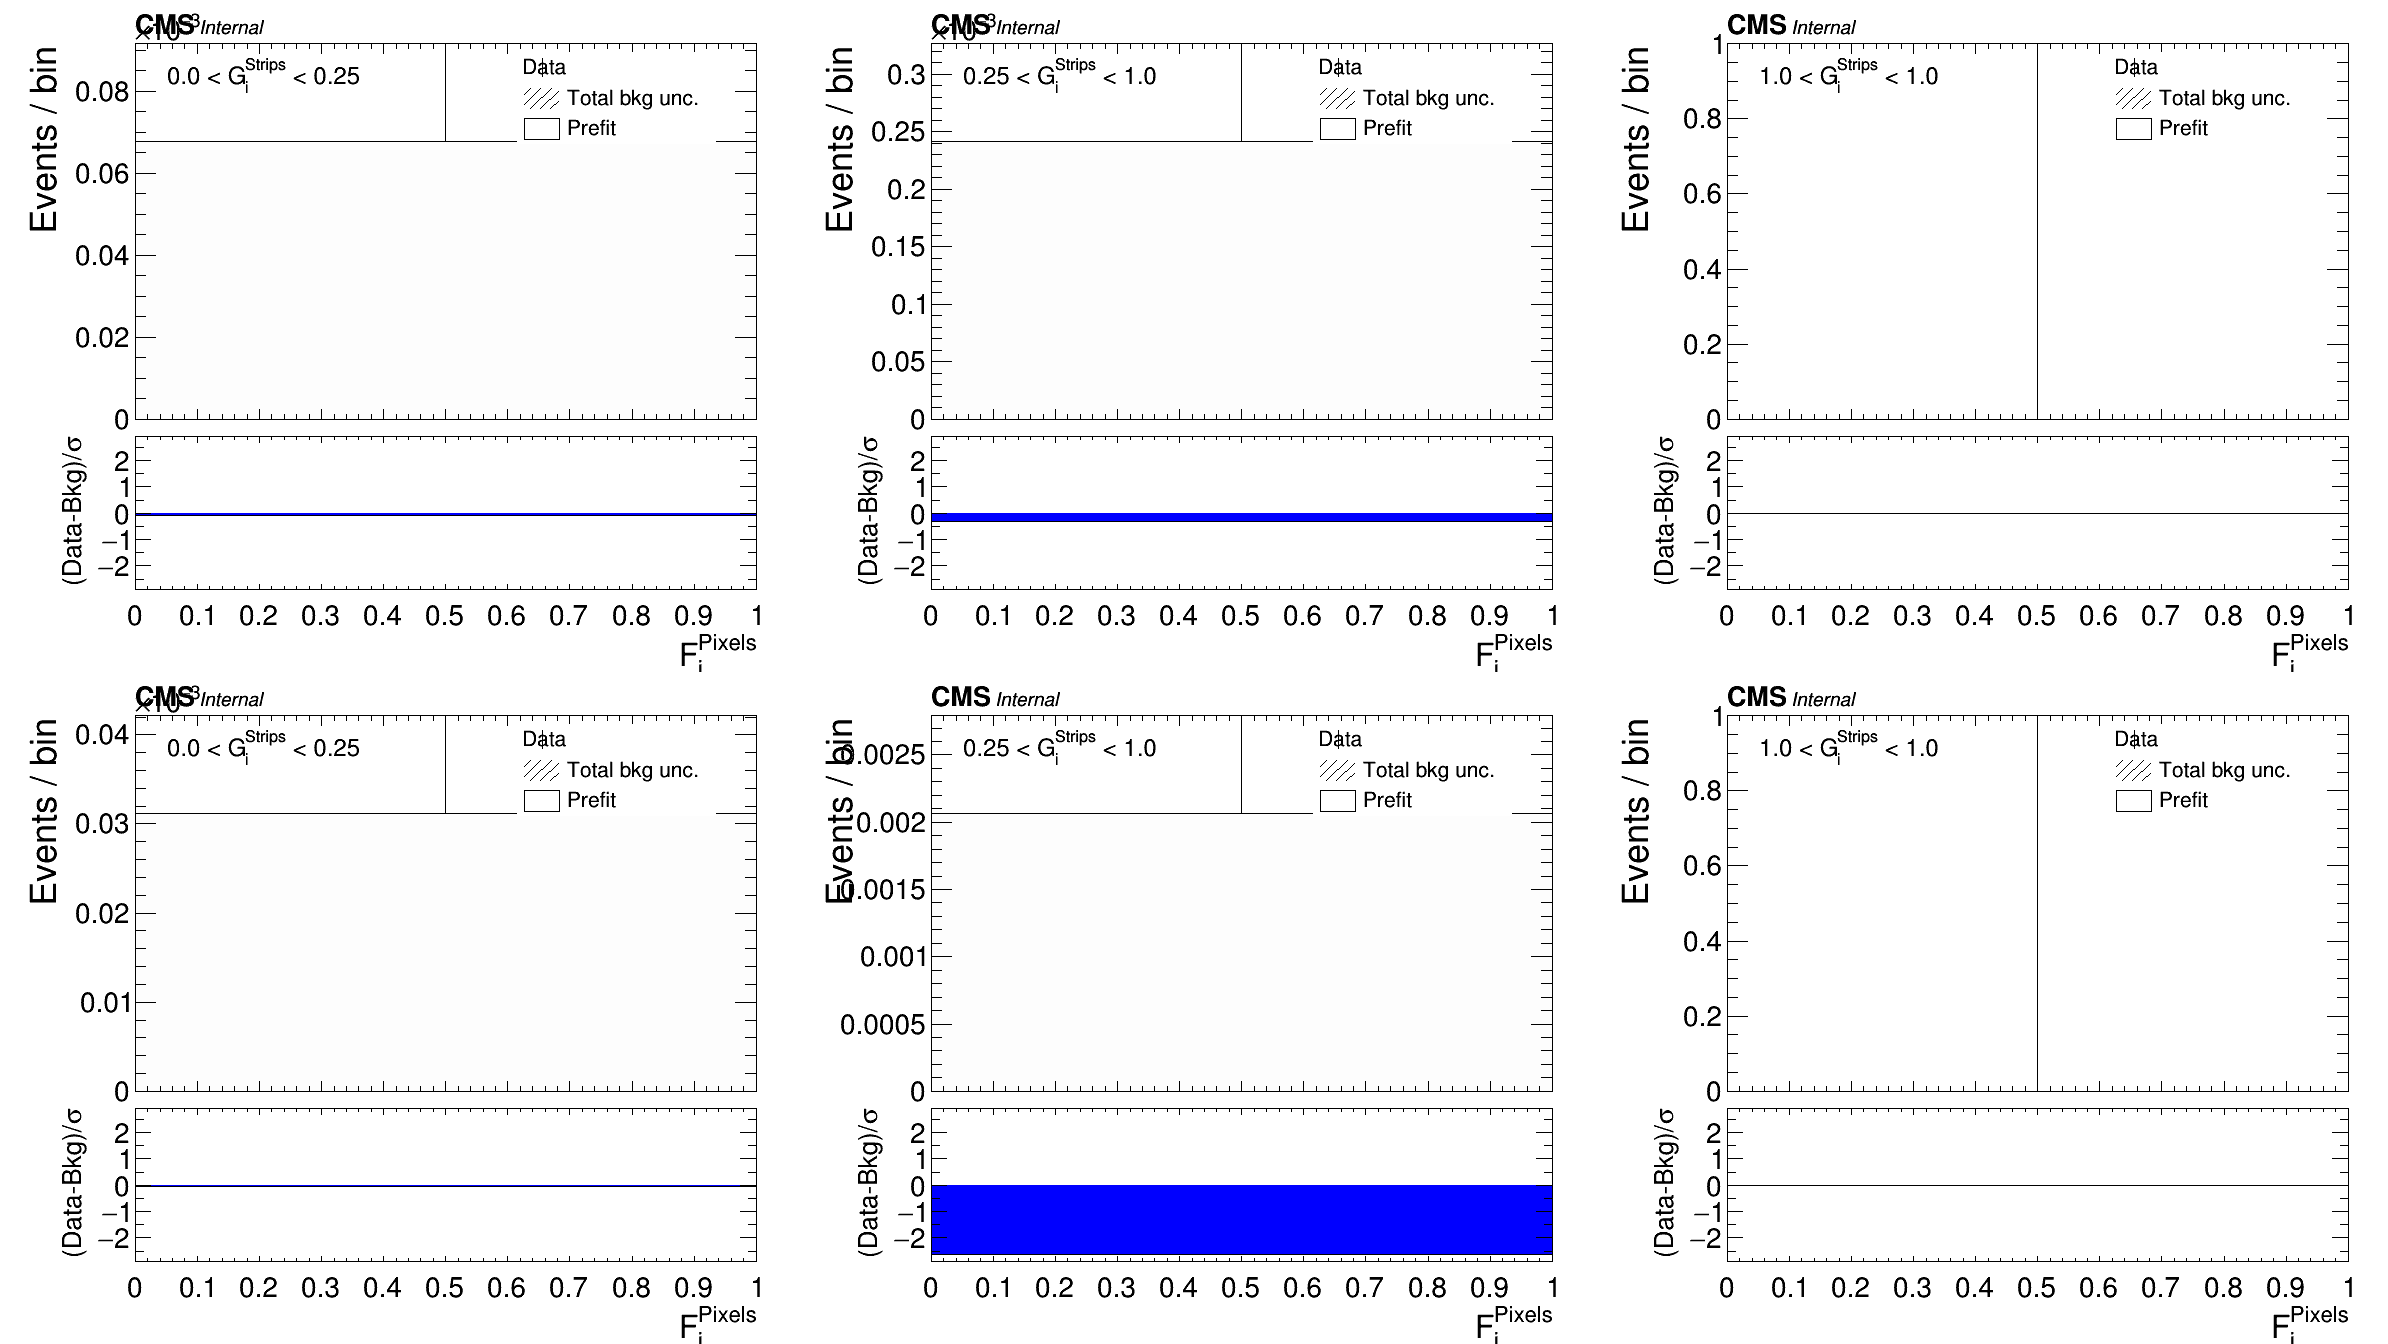 CMS Internal
×10⁻³
0.0 < G_i^Strips < 0.25
Data
Total bkg unc.
Prefit
Events / bin
0.08
0.06
0.04
0.02
0
(Data-Bkg)/σ
2
1
0
−1
−2
0 0.1 0.2 0.3 0.4 0.5 0.6 0.7 0.8 0.9 1
F_i^Pixels
CMS Internal
×10⁻³
0.25 < G_i^Strips < 1.0
Data
Total bkg unc.
Prefit
Events / bin
0.3
0.25
0.2
0.15
0.1
0.05
0
(Data-Bkg)/σ
2
1
0
−1
−2
0 0.1 0.2 0.3 0.4 0.5 0.6 0.7 0.8 0.9 1
F_i^Pixels
CMS Internal
1.0 < G_i^Strips < 1.0
Data
Total bkg unc.
Prefit
Events / bin
1
0.8
0.6
0.4
0.2
0
(Data-Bkg)/σ
2
1
0
−1
−2
0 0.1 0.2 0.3 0.4 0.5 0.6 0.7 0.8 0.9 1
F_i^Pixels
CMS Internal
×10⁻³
0.0 < G_i^Strips < 0.25
Data
Total bkg unc.
Prefit
Events / bin
0.04
0.03
0.02
0.01
0
(Data-Bkg)/σ
2
1
0
−1
−2
0 0.1 0.2 0.3 0.4 0.5 0.6 0.7 0.8 0.9 1
F_i^Pixels
CMS Internal
0.25 < G_i^Strips < 1.0
Data
Total bkg unc.
Prefit
Events / bin
0.0025
0.002
0.0015
0.001
0.0005
0
(Data-Bkg)/σ
2
1
0
−1
−2
0 0.1 0.2 0.3 0.4 0.5 0.6 0.7 0.8 0.9 1
F_i^Pixels
CMS Internal
1.0 < G_i^Strips < 1.0
Data
Total bkg unc.
Prefit
Events / bin
1
0.8
0.6
0.4
0.2
0
(Data-Bkg)/σ
2
1
0
−1
−2
0 0.1 0.2 0.3 0.4 0.5 0.6 0.7 0.8 0.9 1
F_i^Pixels